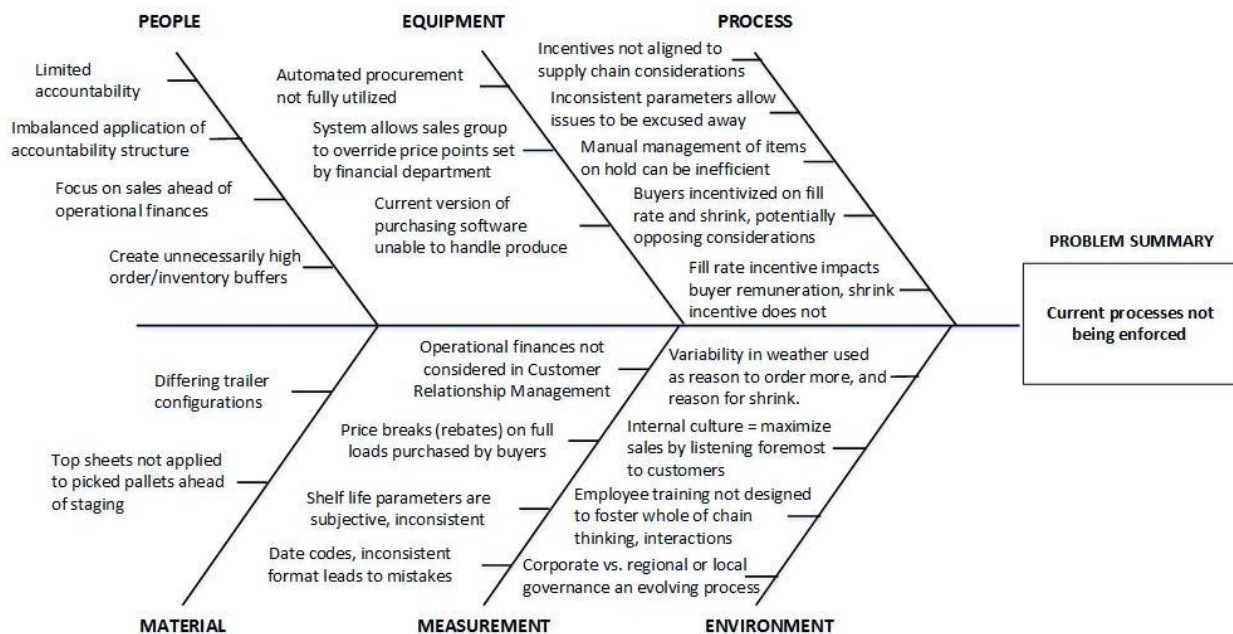 PEOPLE
EQUIPMENT
PROCESS
Limited
accountability
Imbalanced application of
accountability structure
Focus on sales ahead of
operational finances
Create unnecessarily high
order/inventory buffers
Automated procurement
not fully utilized
System allows sales group
to override price points set
by financial department
Current version of
purchasing software
unable to handle produce
Incentives not aligned to
supply chain considerations
Inconsistent parameters allow
issues to be excused away
Manual management of items
on hold can be inefficient
Buyers incentivized on fill
rate and shrink, potentially
opposing considerations
Fill rate incentive impacts
buyer remuneration, shrink
incentive does not
PROBLEM SUMMARY
Current processes not
being enforced
Differing trailer
configurations
Top sheets not applied
to picked pallets ahead
of staging
Operational finances not
considered in Customer
Relationship Management
Price breaks (rebates) on full
loads purchased by buyers
Shelf life parameters are
subjective, inconsistent
Date codes, inconsistent
format leads to mistakes
Variability in weather used
as reason to order more, and
reason for shrink.
Internal culture = maximize
sales by listening foremost
to customers
Employee training not designed
to foster whole of chain
thinking, interactions
Corporate vs. regional or local
governance an evolving process
MATERIAL
MEASUREMENT
ENVIRONMENT